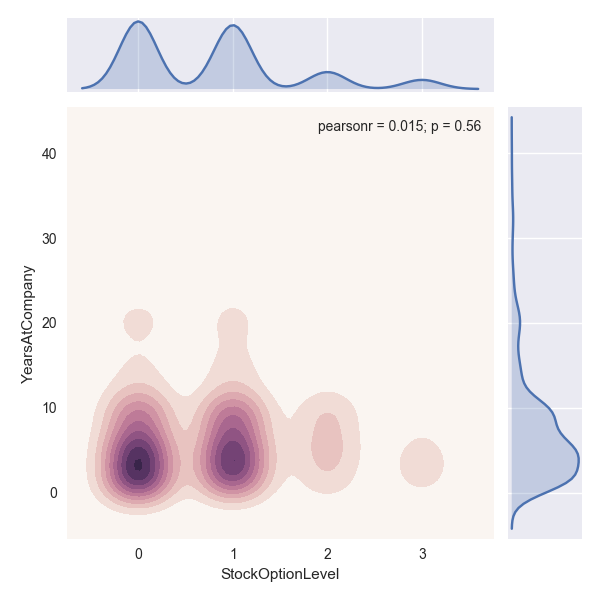 pearsonr = 0.015; p = 0.56
40
30
20
10
0
YearsAtCompany
0 1 2 3
StockOptionLevel